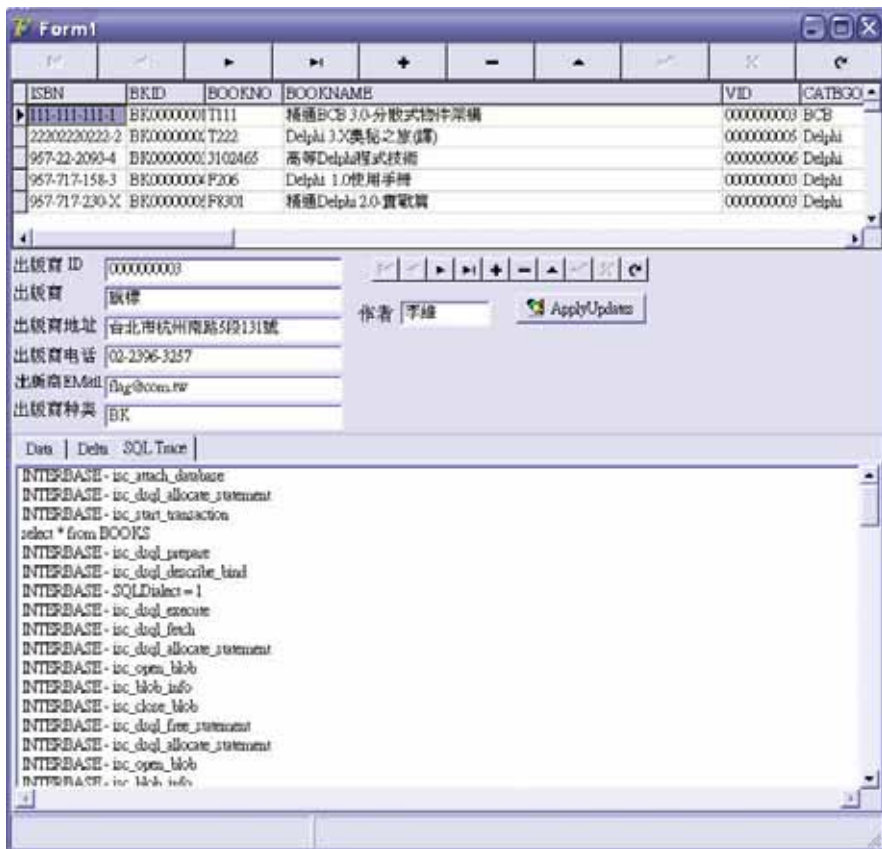 Form1
ISBN BKID BOOKNO BOOKNAME VID CATEGO
111-111-111-1 BK00000001 T111 精通BCB 3.0-分散式物件架構 000000003 BCB
22202220222-2 BK0000000 T222 Delphi 3.X奧秘之旅(譯) 000000005 Delphi
957-22-2093-4 BK0000000 3102465 高等Delphi程式技術 000000006 Delphi
957-717-158-3 BK0000000 F206 Delphi 1.0使用手冊 000000003 Delphi
957-717-230-X BK0000000 F8301 精通Delphi 2.0-實戰篇 000000003 Delphi
出版商 ID 000000003
出版商 旗標
作者 李維 ApplyUpdates
出版商地址 台北市杭州南路5段131號
出版商电话 02-2396-3257
出版商EMail flag@com.tw
出版商种类 BK
Data Delta SQL Trace
INTERBASE - isc_attach_database
INTERBASE - isc_dsql_allocate_statement
INTERBASE - isc_start_transaction
select * from BOOKS
INTERBASE - isc_dsql_prepare
INTERBASE - isc_dsql_describe_bind
INTERBASE - SQLDialect = 1
INTERBASE - isc_dsql_execute
INTERBASE - isc_dsql_fetch
INTERBASE - isc_dsql_allocate_statement
INTERBASE - isc_open_blob
INTERBASE - isc_blob_info
INTERBASE - isc_close_blob
INTERBASE - isc_dsql_free_statement
INTERBASE - isc_dsql_allocate_statement
INTERBASE - isc_open_blob
INTERBASE - isc_blob_info